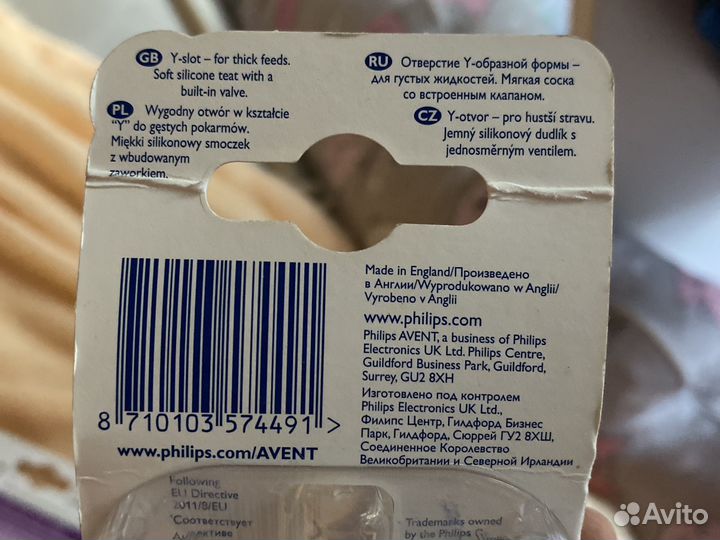 GB Y-slot – for thick feeds.
Soft silicone teat with a
built-in valve.
PL Wygodny otwór w kształcie
“Y” do gęstych pokarmów.
Miękki silikonowy smoczek
z wbudowanym
zaworkiem.
RU Отверстие Y-образной формы –
для густых жидкостей. Мягкая соска
со встроенным клапаном.
CZ Y-otvor – pro hustší stravu.
Jemný silikonový dudlík s
jednosměrným ventilem.
8 710103 574491 >
www.philips.com/AVENT
Made in England/Произведено
в Англии/Wyprodukowano w Anglii/
Vyrobeno v Anglii
www.philips.com
Philips AVENT, a business of Philips
Electronics UK Ltd. Philips Centre,
Guildford Business Park, Guildford,
Surrey, GU2 8XH
Изготовлено под контролем
Philips Electronics UK Ltd.,
Филипс Центр, Гилдфорд Бизнес
Парк, Гилдфорд, Сюррей ГУ2 8ХШ,
Соединенное Королевство
Великобритании и Северной Ирландии
Following
EU Directive
2011/8/EU
*Соответствует
Trademarks owned
by the Philips
Avito